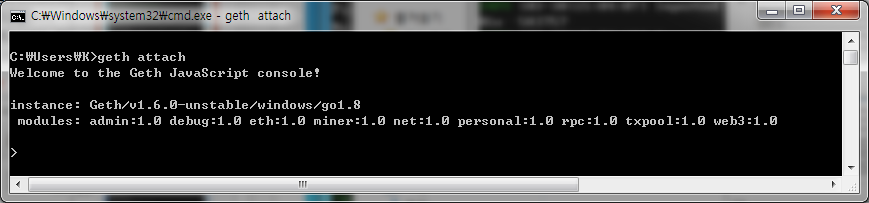 C:₩Windows₩system32₩cmd.exe - geth  attach
C:₩Users₩K>geth attach
Welcome to the Geth JavaScript console!
instance: Geth/v1.6.0-unstable/windows/go1.8
 modules: admin:1.0 debug:1.0 eth:1.0 miner:1.0 net:1.0 personal:1.0 rpc:1.0 txpool:1.0 web3:1.0
>